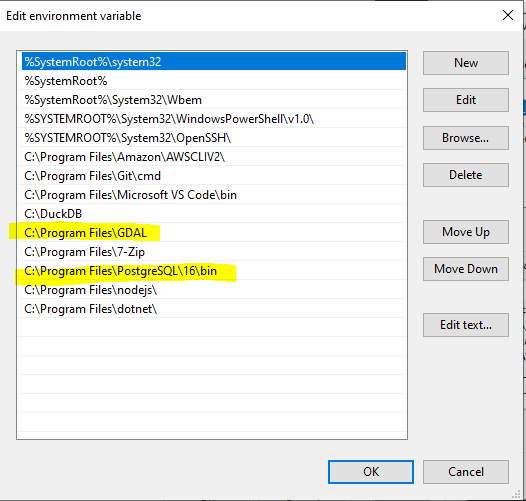 Edit environment variable
%SystemRoot%\system32
New
%SystemRoot%
%SystemRoot%\System32\Wbem
Edit
%SYSTEMROOT%\System32\WindowsPowerShell\v1.0\
%SYSTEMROOT%\System32\OpenSSH\
Browse...
C:\Program Files\Amazon\AWSCLIV2\
C:\Program Files\Git\cmd
Delete
C:\Program Files\Microsoft VS Code\bin
C:\DuckDB
C:\Program Files\GDAL
Move Up
C:\Program Files\7-Zip
C:\Program Files\PostgreSQL\16\bin
Move Down
C:\Program Files\nodejs\
C:\Program Files\dotnet\
Edit text...
OK
Cancel